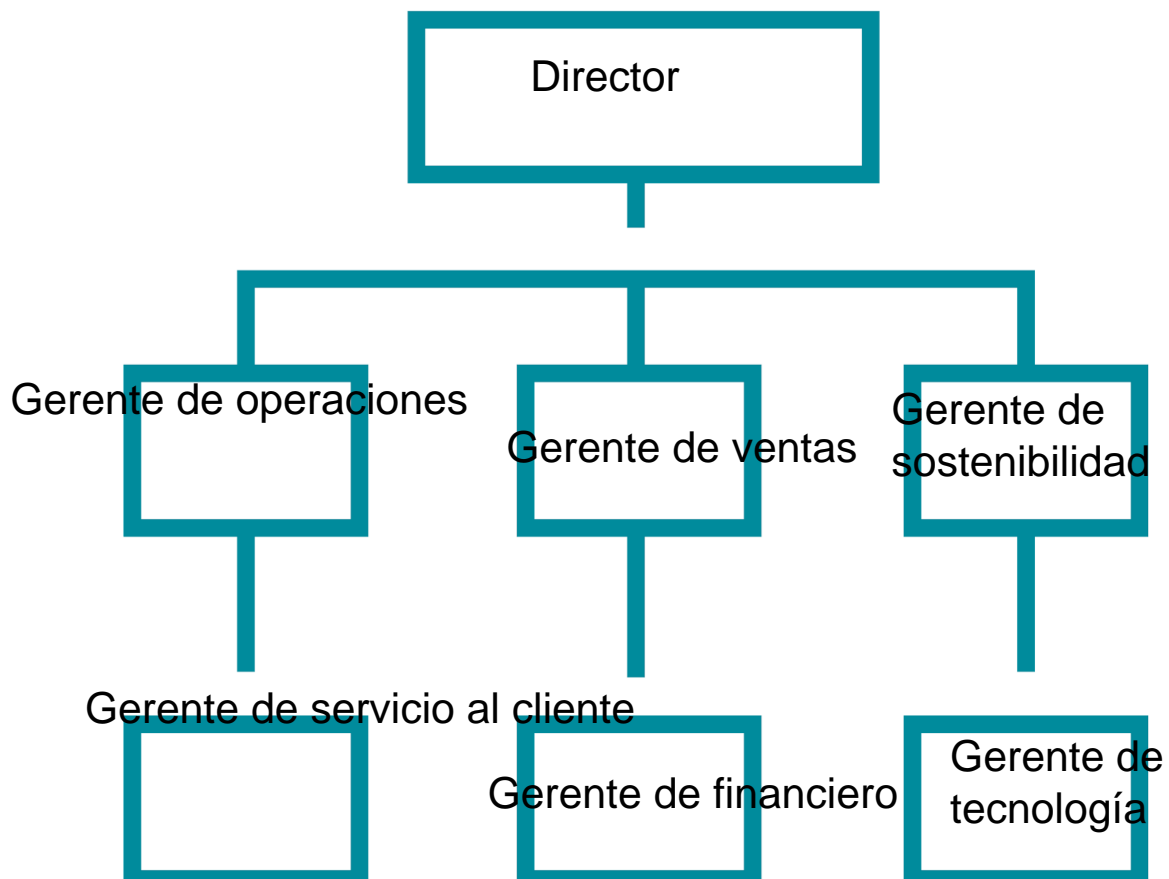 Director
Gerente de operaciones
Gerente de ventas
Gerente de
sostenibilidad
Gerente de servicio al cliente
Gerente de financiero
Gerente de
tecnología